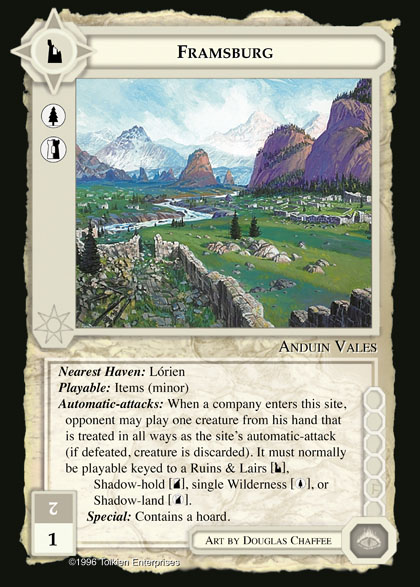 FRAMSBURG
ANDUIN VALES
Nearest Haven: Lórien
Playable: Items (minor)
Automatic-attacks: When a company enters this site,
opponent may play one creature from his hand that
is treated in all ways as the site's automatic-attack
(if defeated, creature is discarded). It must normally
be playable keyed to a Ruins & Lairs [ ],
Shadow-hold [ ], single Wilderness [ ], or
Shadow-land [ ].
Special: Contains a hoard.
2
1
ART BY DOUGLAS CHAFFEE
©1996 Tolkien Enterprises